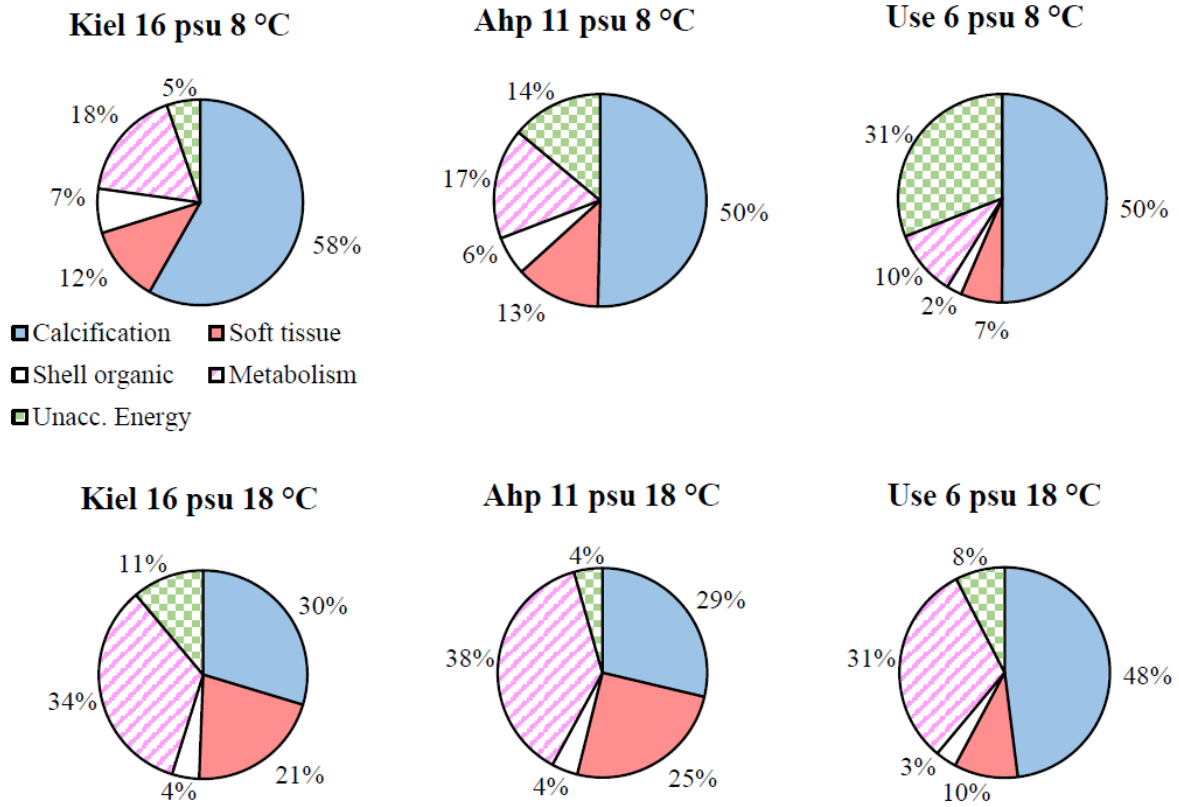 Kiel 16 psu 8 °C
Ahp 11 psu 8 °C
Use 6 psu 8 °C
5%
18%
7%
12%
58%
14%
17%
6%
13%
50%
31%
10%
2%
7%
50%
Calcification
Soft tissue
Shell organic
Metabolism
Unacc. Energy
Kiel 16 psu 18 °C
Ahp 11 psu 18 °C
Use 6 psu 18 °C
11%
30%
34%
4%
21%
4%
29%
38%
4%
25%
8%
48%
31%
3%
10%